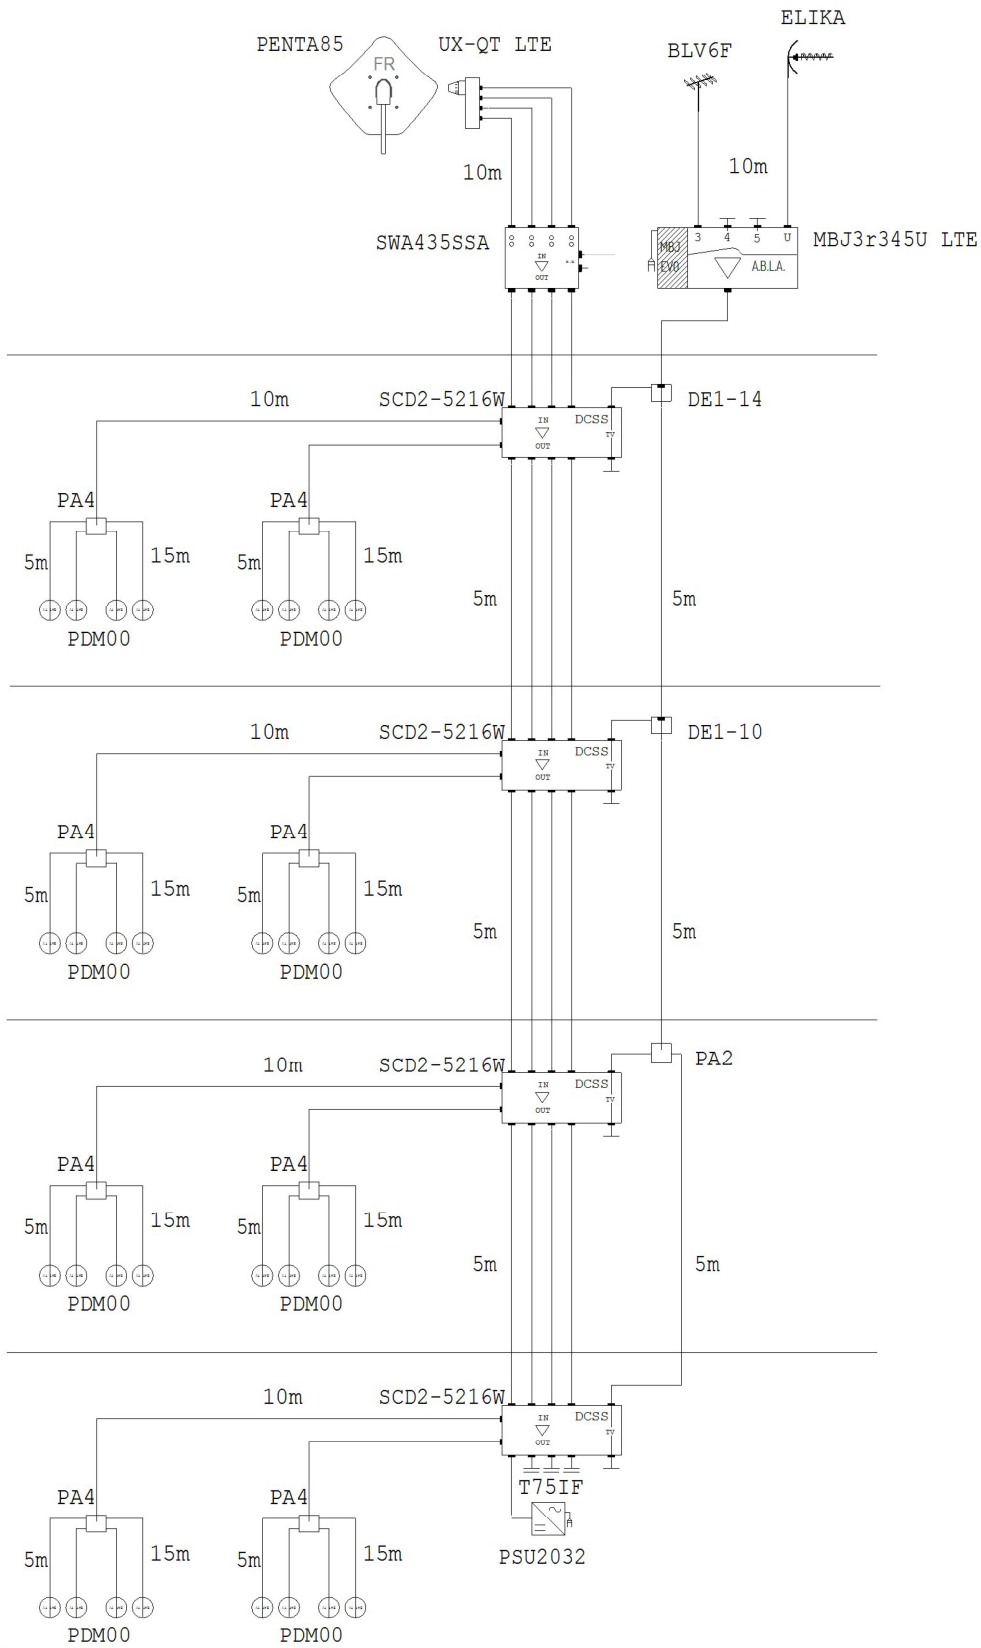 ELIKA
PENTA85
UX-QT LTE
BLV6F
FR
10m
10m
SWA435SSA
IN
OUT
3
4
5
U
MBJ
EVO
A.B.L.A.
MBJ3r345U LTE
10m
SCD2-5216W
DE1-14
IN
DCSS
TV
OUT
PA4
PA4
5m
15m
5m
15m
5m
5m
PDM00
PDM00
10m
SCD2-5216W
DE1-10
IN
DCSS
TV
OUT
PA4
PA4
5m
15m
5m
15m
5m
5m
PDM00
PDM00
10m
SCD2-5216W
PA2
IN
DCSS
TV
OUT
PA4
PA4
5m
15m
5m
15m
5m
5m
PDM00
PDM00
10m
SCD2-5216W
IN
DCSS
TV
OUT
T75IF
PA4
PA4
5m
15m
5m
15m
PSU2032
PDM00
PDM00